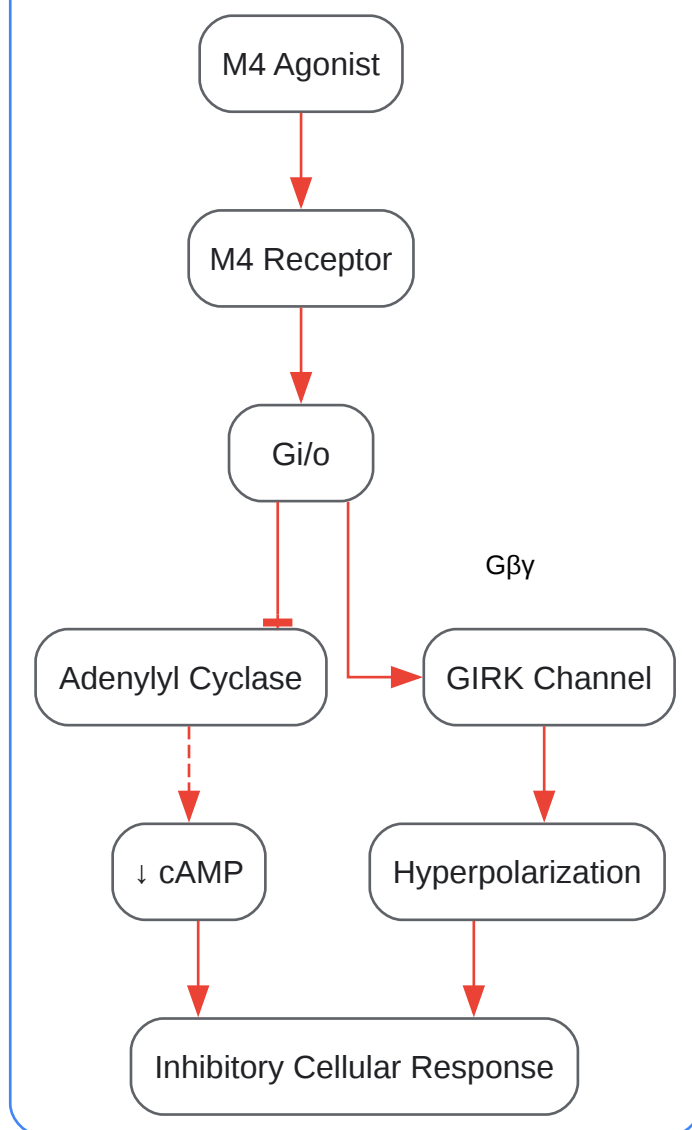 M4 Agonist
M4 Receptor
Gi/o
Gβγ
Adenylyl Cyclase
GIRK Channel
↓ cAMP
Hyperpolarization
Inhibitory Cellular Response